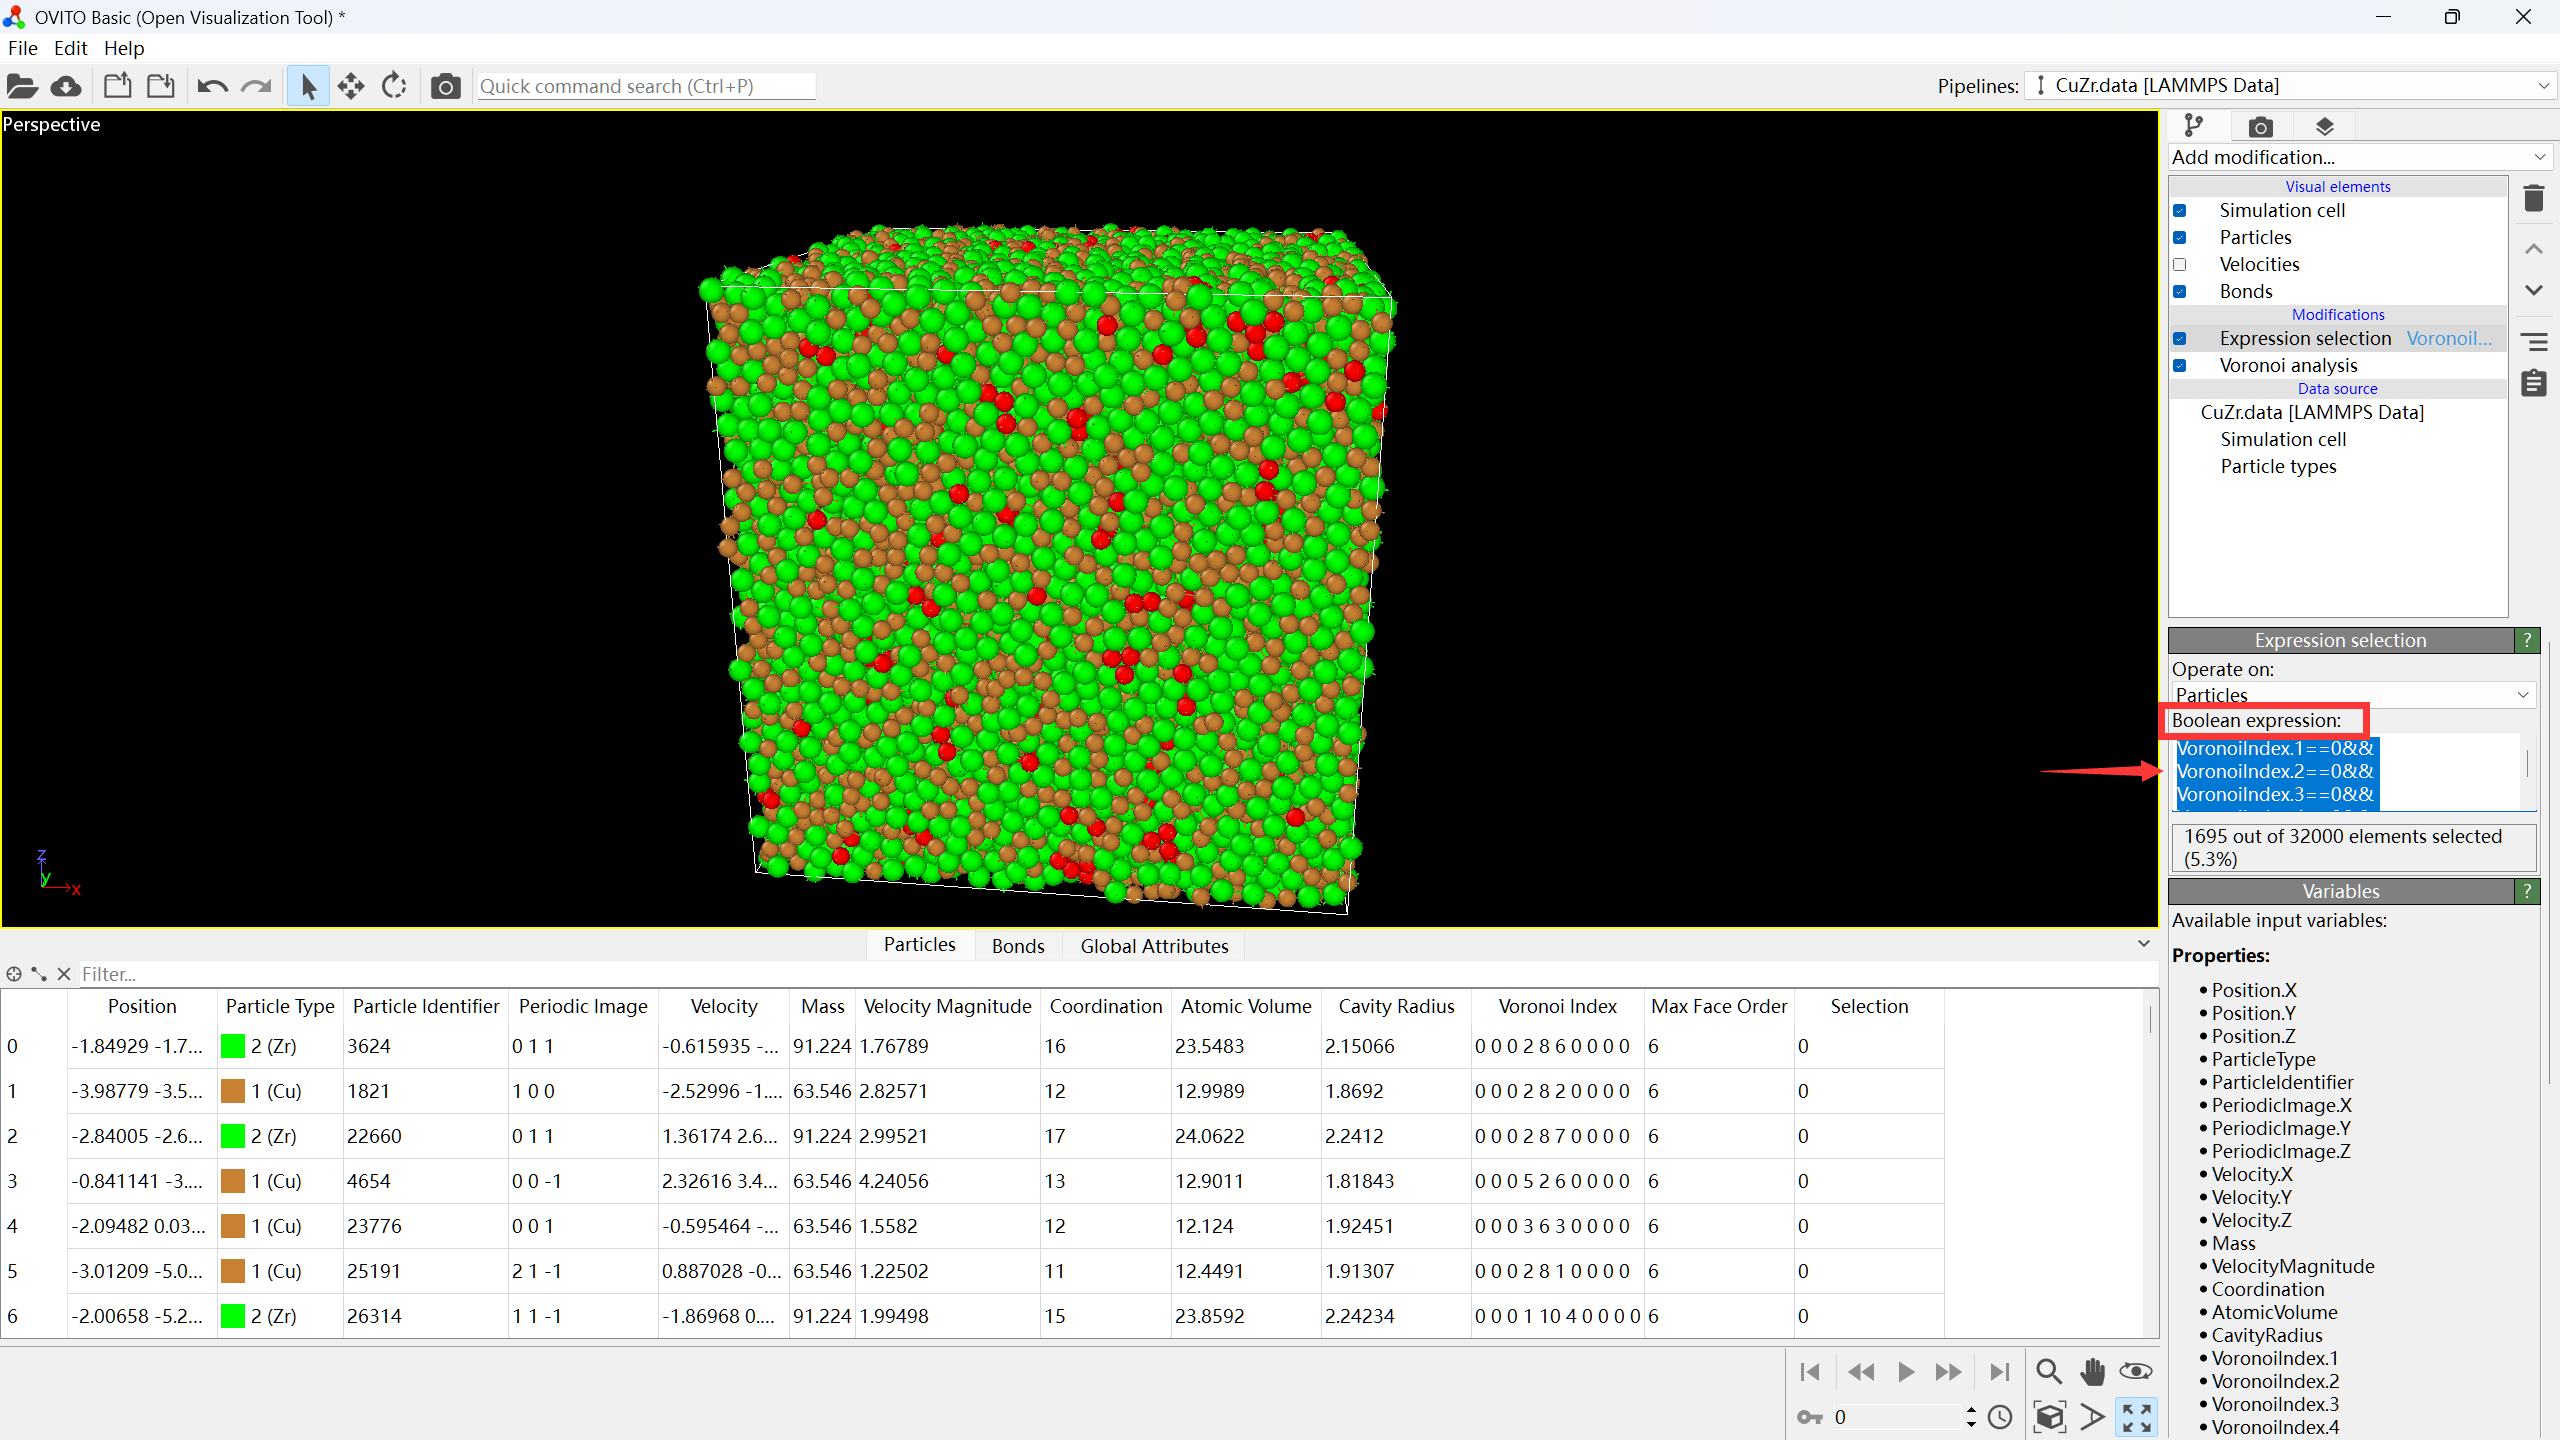 OVITO Basic (Open Visualization Tool) *
File Edit Help
Quick command search (Ctrl+P)
Pipelines: CuZr.data [LAMMPS Data]
Perspective
z
y
x
Add modification...
Visual elements
Simulation cell
Particles
Velocities
Bonds
Modifications
Expression selection VoronoiI...
Voronoi analysis
Data source
CuZr.data [LAMMPS Data]
Simulation cell
Particle types
Expression selection ?
Operate on:
Particles
Boolean expression:
VoronoiIndex.1==0&&
VoronoiIndex.2==0&&
VoronoiIndex.3==0&&
1695 out of 32000 elements selected
(5.3%)
Variables ?
Available input variables:
Properties:
• Position.X
• Position.Y
• Position.Z
• ParticleType
• ParticleIdentifier
• PeriodicImage.X
• PeriodicImage.Y
• PeriodicImage.Z
• Velocity.X
• Velocity.Y
• Velocity.Z
• Mass
• VelocityMagnitude
• Coordination
• AtomicVolume
• CavityRadius
• VoronoiIndex.1
• VoronoiIndex.2
• VoronoiIndex.3
• VoronoiIndex.4
Particles Bonds Global Attributes
Filter...
Position Particle Type Particle Identifier Periodic Image Velocity Mass Velocity Magnitude Coordination Atomic Volume Cavity Radius Voronoi Index Max Face Order Selection
0 -1.84929 -1.7... 2 (Zr) 3624 0 1 1 -0.615935 -... 91.224 1.76789 16 23.5483 2.15066 0 0 0 2 8 6 0 0 0 0 6 0
1 -3.98779 -3.5... 1 (Cu) 1821 1 0 0 -2.52996 -1.... 63.546 2.82571 12 12.9989 1.8692 0 0 0 2 8 2 0 0 0 0 6 0
2 -2.84005 -2.6... 2 (Zr) 22660 0 1 1 1.36174 2.6... 91.224 2.99521 17 24.0622 2.2412 0 0 0 2 8 7 0 0 0 0 6 0
3 -0.841141 -3.... 1 (Cu) 4654 0 0 -1 2.32616 3.4... 63.546 4.24056 13 12.9011 1.81843 0 0 0 5 2 6 0 0 0 0 6 0
4 -2.09482 0.03... 1 (Cu) 23776 0 0 1 -0.595464 -... 63.546 1.5582 12 12.124 1.92451 0 0 0 3 6 3 0 0 0 0 6 0
5 -3.01209 -5.0... 1 (Cu) 25191 2 1 -1 0.887028 -0... 63.546 1.22502 11 12.4491 1.91307 0 0 0 2 8 1 0 0 0 0 6 0
6 -2.00658 -5.2... 2 (Zr) 26314 1 1 -1 -1.86968 0.... 91.224 1.99498 15 23.8592 2.24234 0 0 0 1 10 4 0 0 0 0 6 0
0